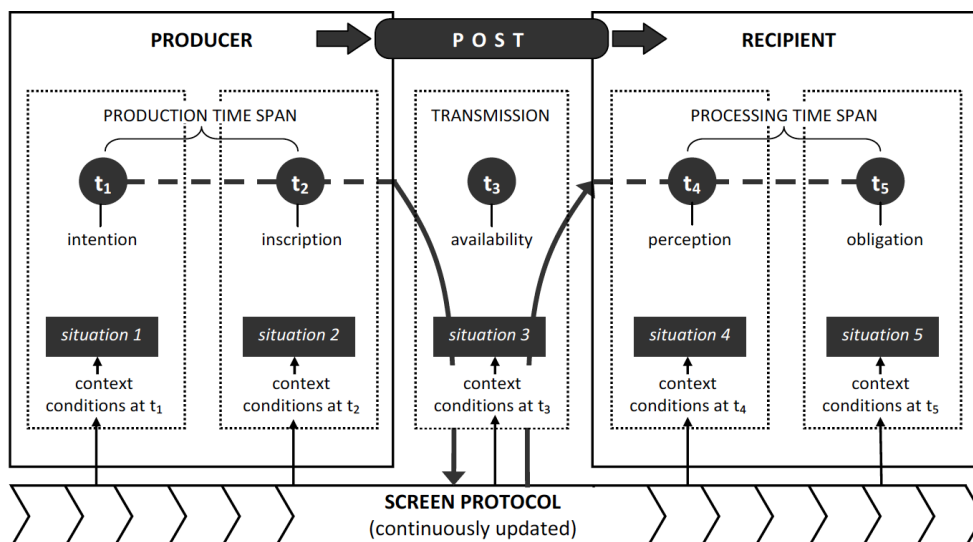 PRODUCER
POST
RECIPIENT
PRODUCTION TIME SPAN
TRANSMISSION
PROCESSING TIME SPAN
t1
t2
t3
t4
t5
intention
inscription
availability
perception
obligation
situation 1
situation 2
situation 3
situation 4
situation 5
context
conditions at t1
context
conditions at t2
context
conditions at t3
context
conditions at t4
context
conditions at t5
SCREEN PROTOCOL
(continuously updated)